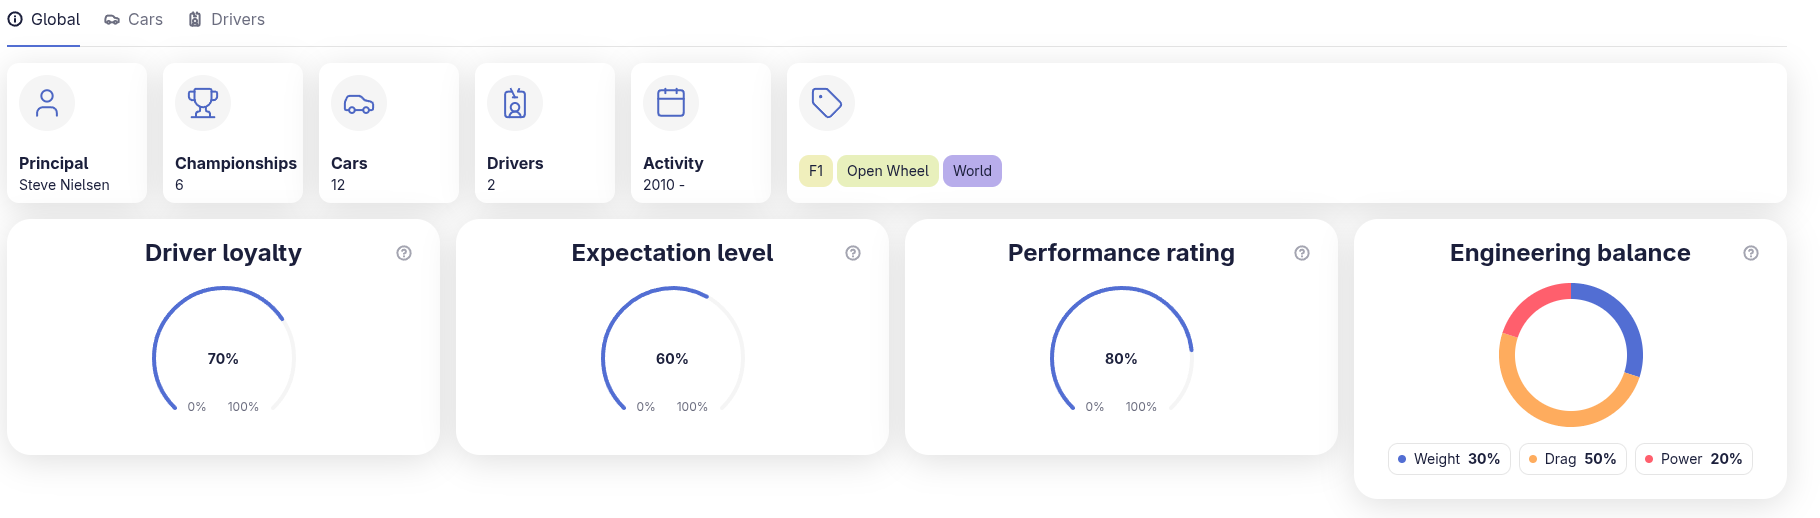 Global Cars Drivers
Principal
Steve Nielsen
Championships
6
Cars
12
Drivers
2
Activity
2010 -
F1 Open Wheel World
Driver loyalty
70%
0% 100%
Expectation level
60%
0% 100%
Performance rating
80%
0% 100%
Engineering balance
Weight 30% Drag 50% Power 20%